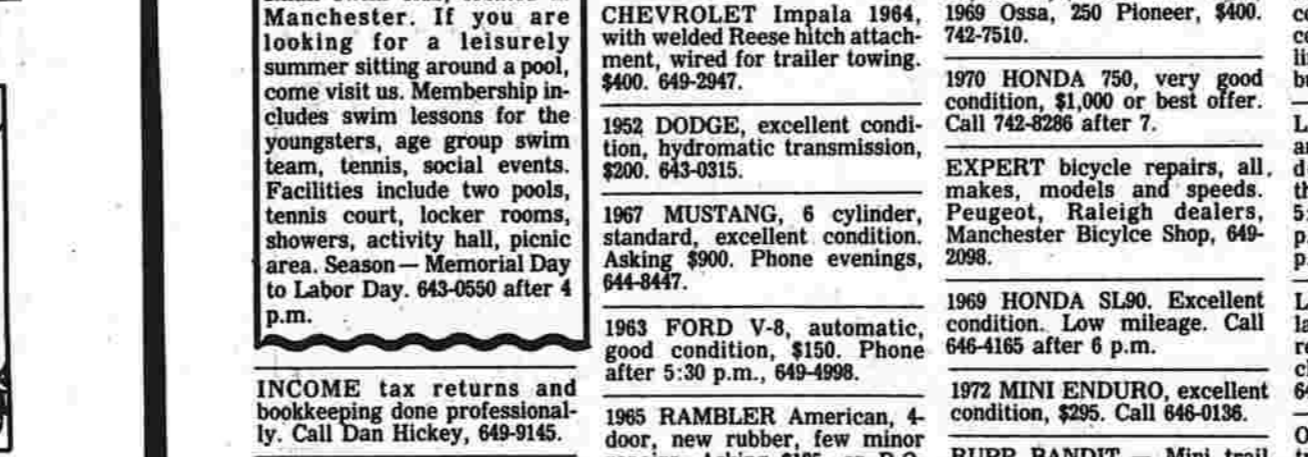 Manchester. If you are
looking for a leisurely
summer sitting around a pool,
come visit us. Membership in-
cludes swim lessons for the
youngsters, age group swim
team, tennis, social events.
Facilities include two pools,
tennis court, locker rooms,
showers, activity hall, picnic
area. Season — Memorial Day
to Labor Day. 643-0550 after 4
p.m.
INCOME tax returns and
bookkeeping done professional-
ly. Call Dan Hickey, 649-9145.
CHEVROLET Impala 1964,
with welded Reese hitch attach-
ment, wired for trailer towing.
$400. 649-2947.
1952 DODGE, excellent condi-
tion, hydromatic transmission,
$200. 643-0315.
1967 MUSTANG, 6 cylinder,
standard, excellent condition.
Asking $900. Phone evenings,
644-8447.
1963 FORD V-8, automatic,
good condition, $150. Phone
after 5:30 p.m., 649-4998.
1965 RAMBLER American, 4-
door, new rubber, few minor
1969 Ossa, 250 Pioneer, $400.
742-7510.
1970 HONDA 750, very good
condition, $1,000 or best offer.
Call 742-8286 after 7.
EXPERT bicycle repairs, all
makes, models and speeds.
Peugeot, Raleigh dealers,
Manchester Bicylce Shop, 649-
2098.
1969 HONDA SL90. Excellent
condition. Low mileage. Call
646-4165 after 6 p.m.
1972 MINI ENDURO, excellent
condition, $295. Call 646-0136.
RUPP BANDIT — Mini trail